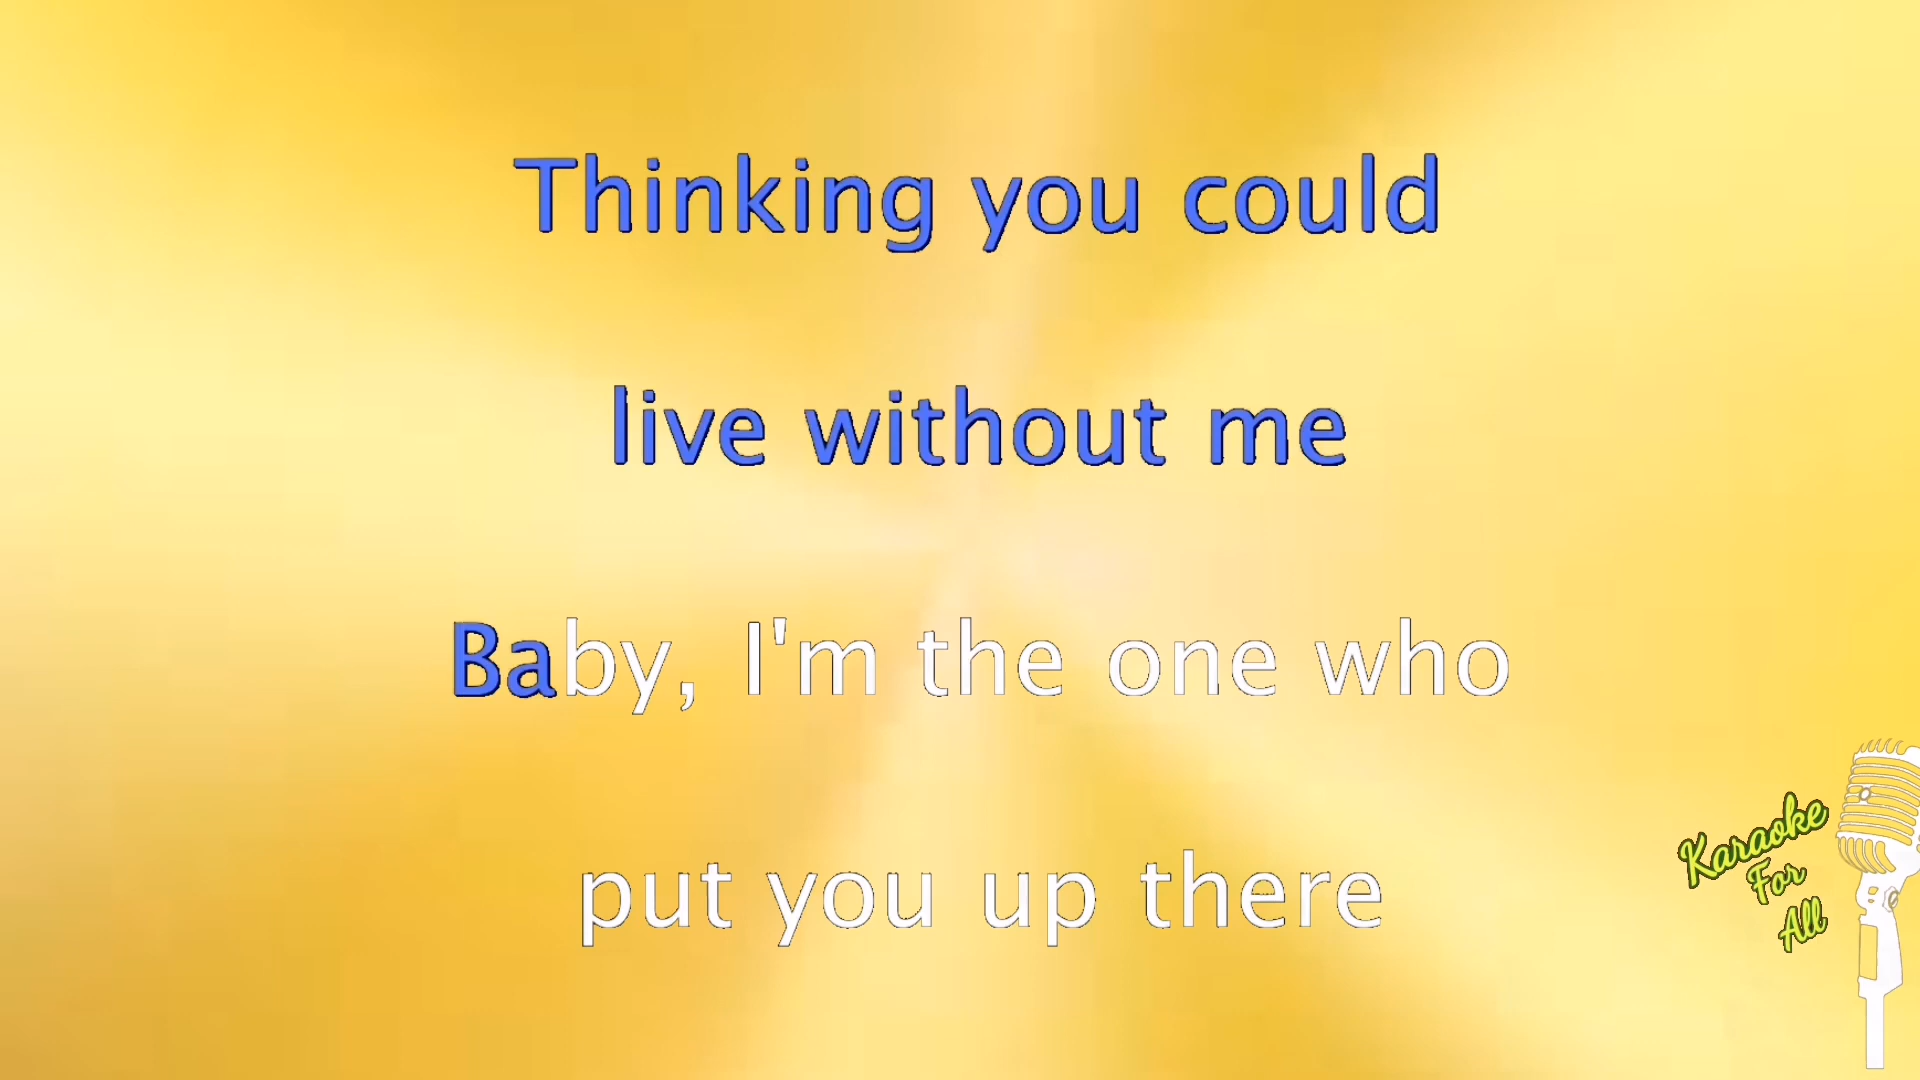 Thinking you could
live without me
Baby, I'm the one who
put you up there
Karaoke
For
All